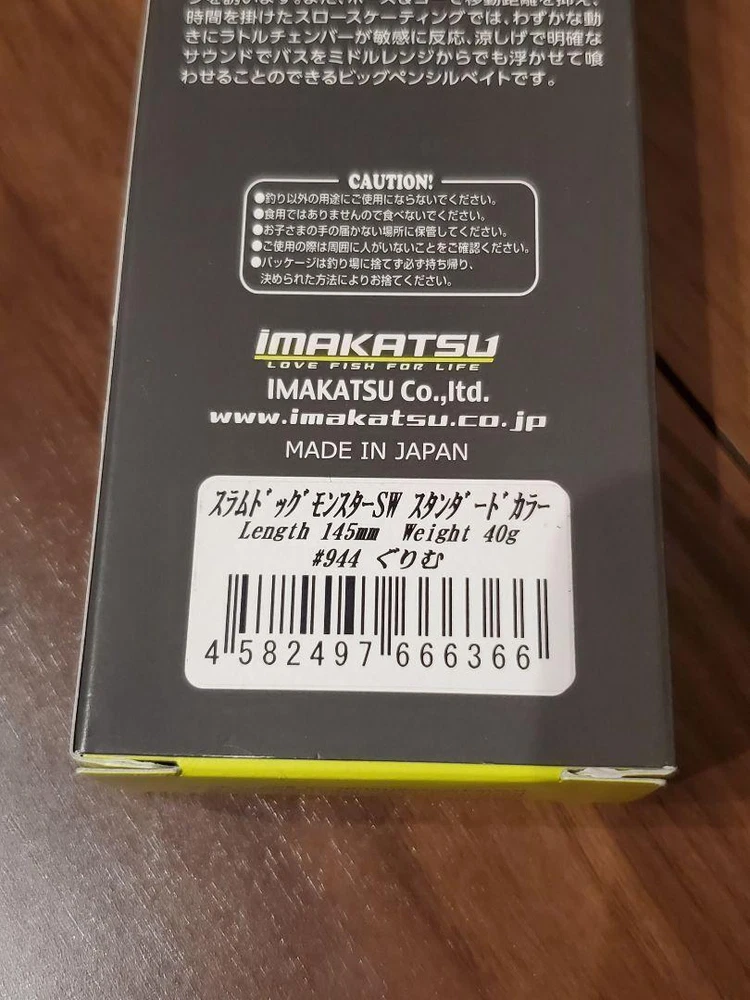 時間を掛けたスロースケーティングでは、わずかな動
きにラトルチェンバーが敏感に反応、涼しげで明確な
サウンドでバスをミドルレンジからでも浮かせて喰
わせることのできるビッグペンシルベイトです。
CAUTION!
●釣り以外の用途にご使用にならないでください。
●食用ではありませんので食べないでください。
●お子さまの手の届かない場所に保管してください。
●ご使用の際は周囲に人がいないことをご確認ください。
●パッケージは釣り場に捨てず必ず持ち帰り、
決められた方法によりお捨てください。
IMAKATSU
LOVE FISH FOR LIFE
IMAKATSU Co.,ltd.
www.imakatsu.co.jp
MADE IN JAPAN
スラムドッグモンスターSW スタンダードカラー
Length 145mm Weight 40g
#944 ぐりむ
4 582497 666366